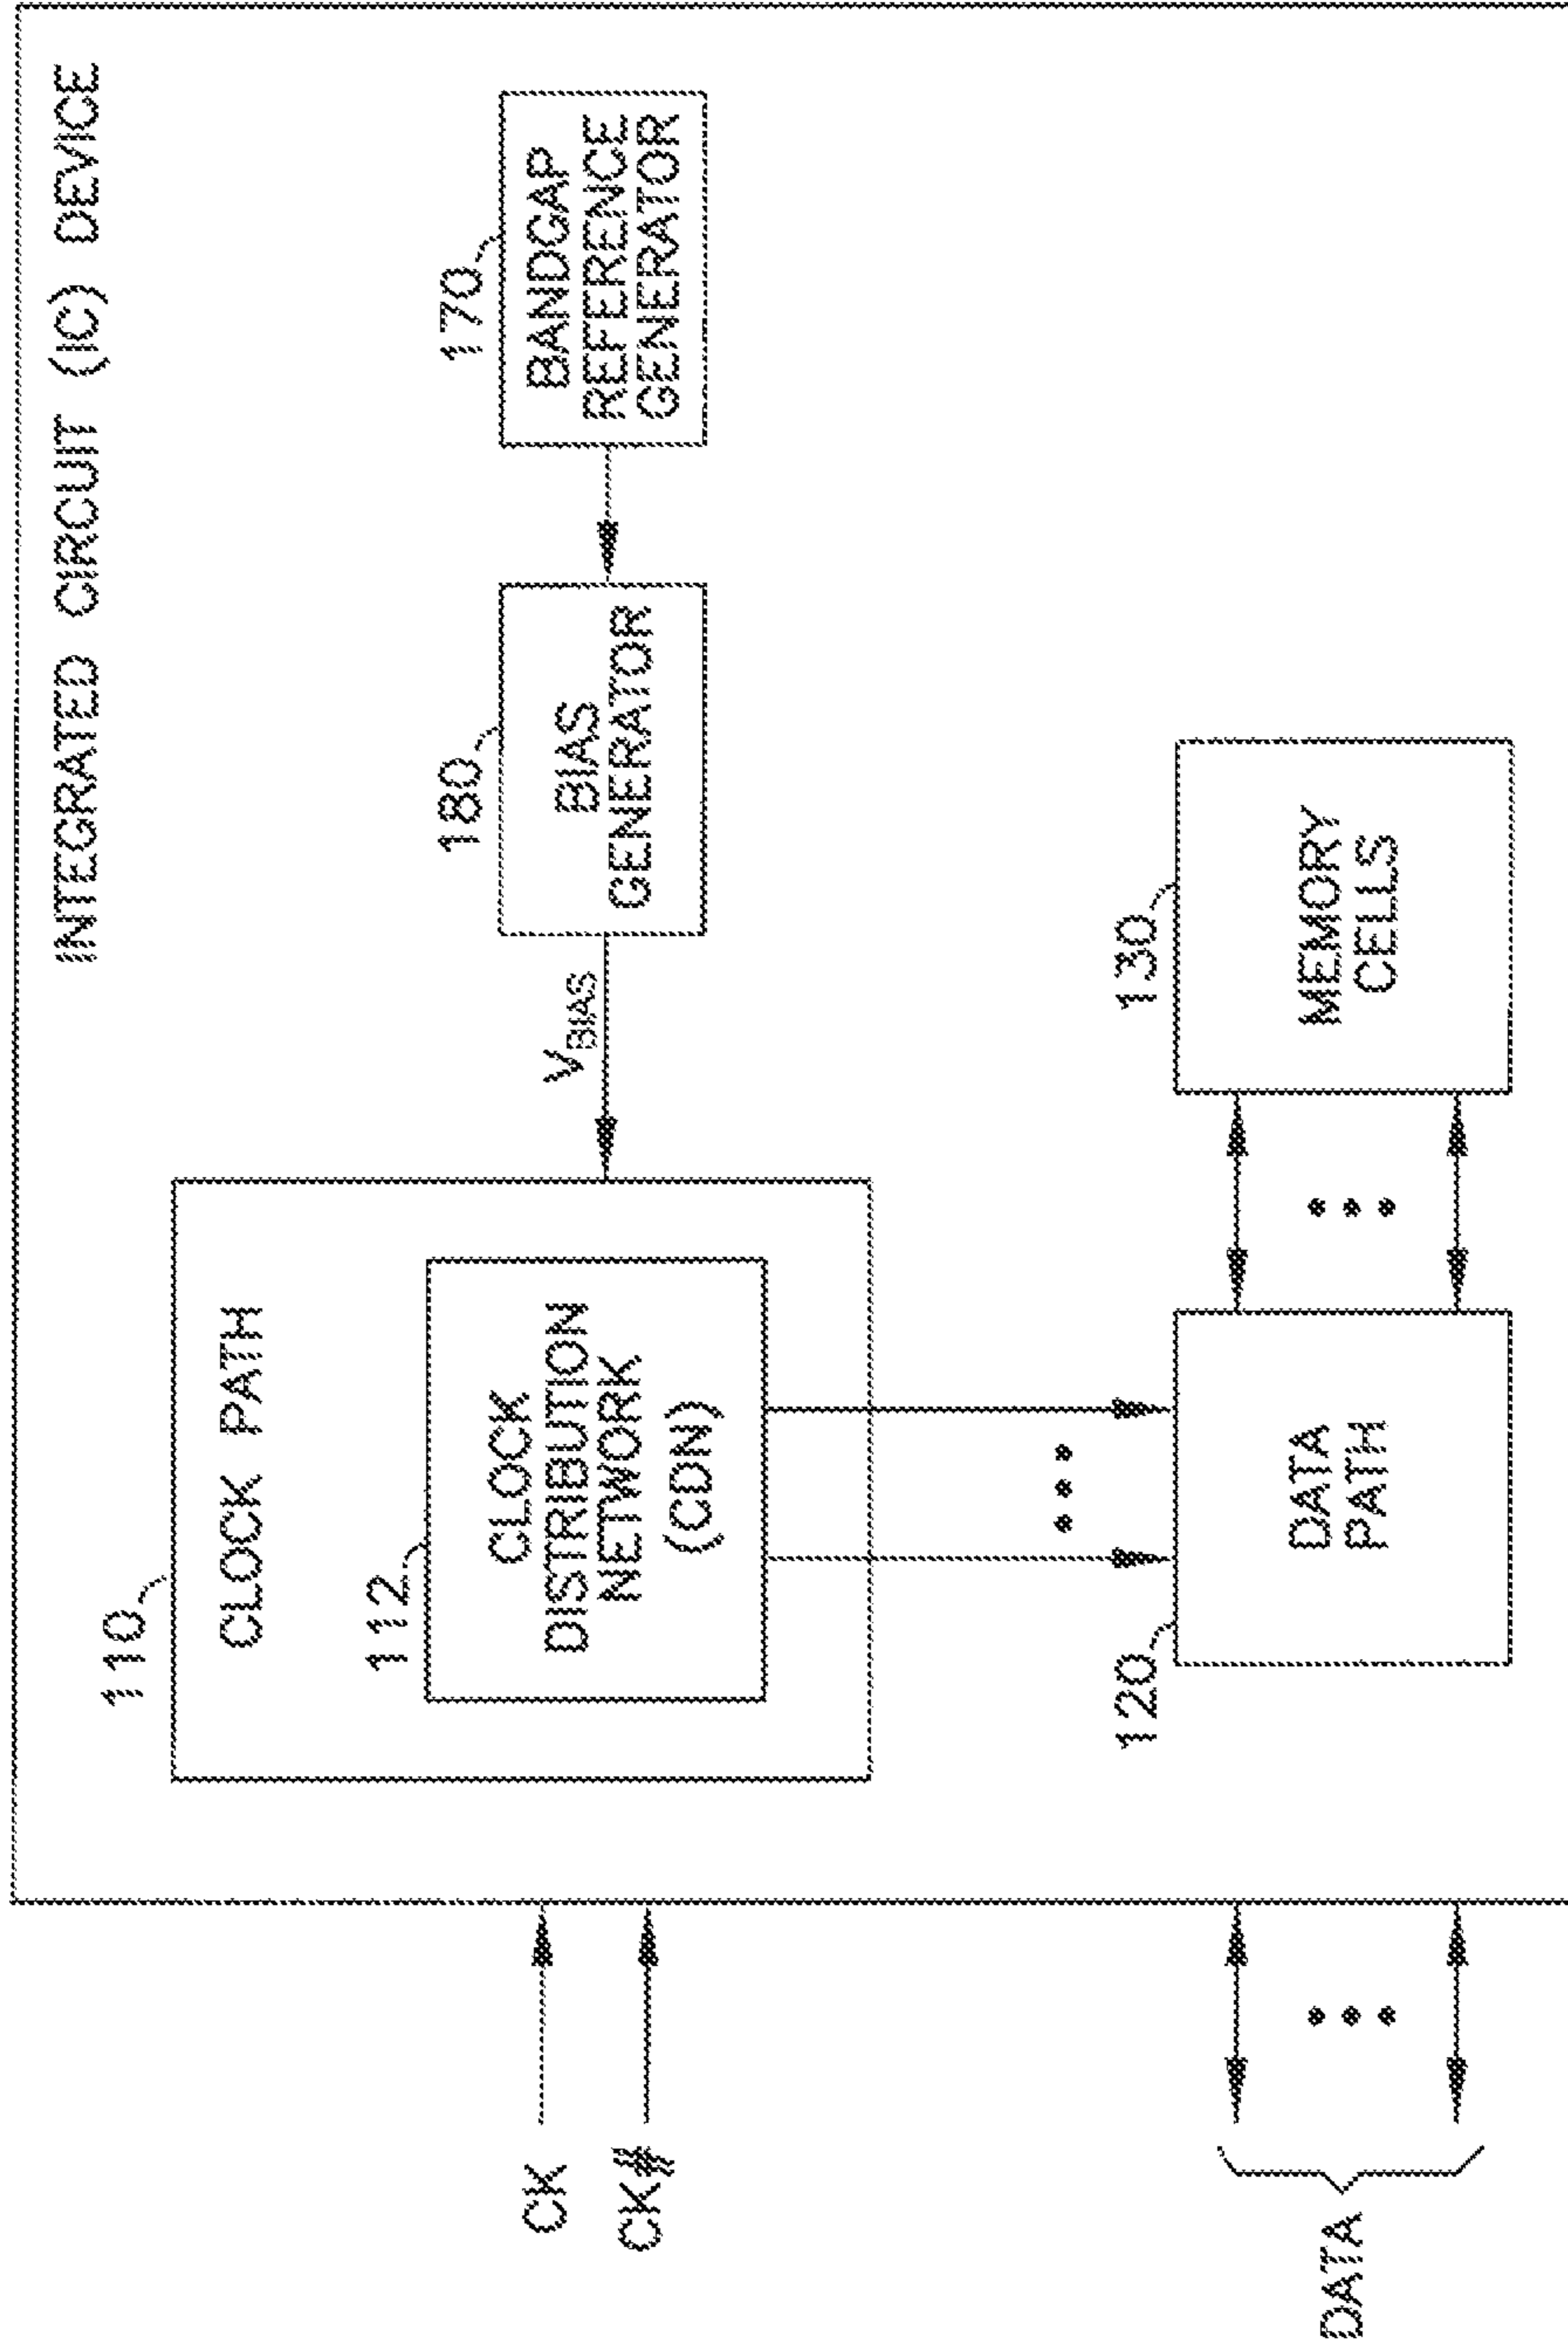 INTEGRATED CIRCUIT (IC) DEVICE
110
CLOCK PATH
112
CLOCK
DISTRIBUTION
NETWORK
(CDN)
180
BIAS
GENERATOR
170
BANDGAP
REFERENCE
GENERATOR
VBIAS
CK
CK#
120
DATA
PATH
130
MEMORY
CELLS
DATA